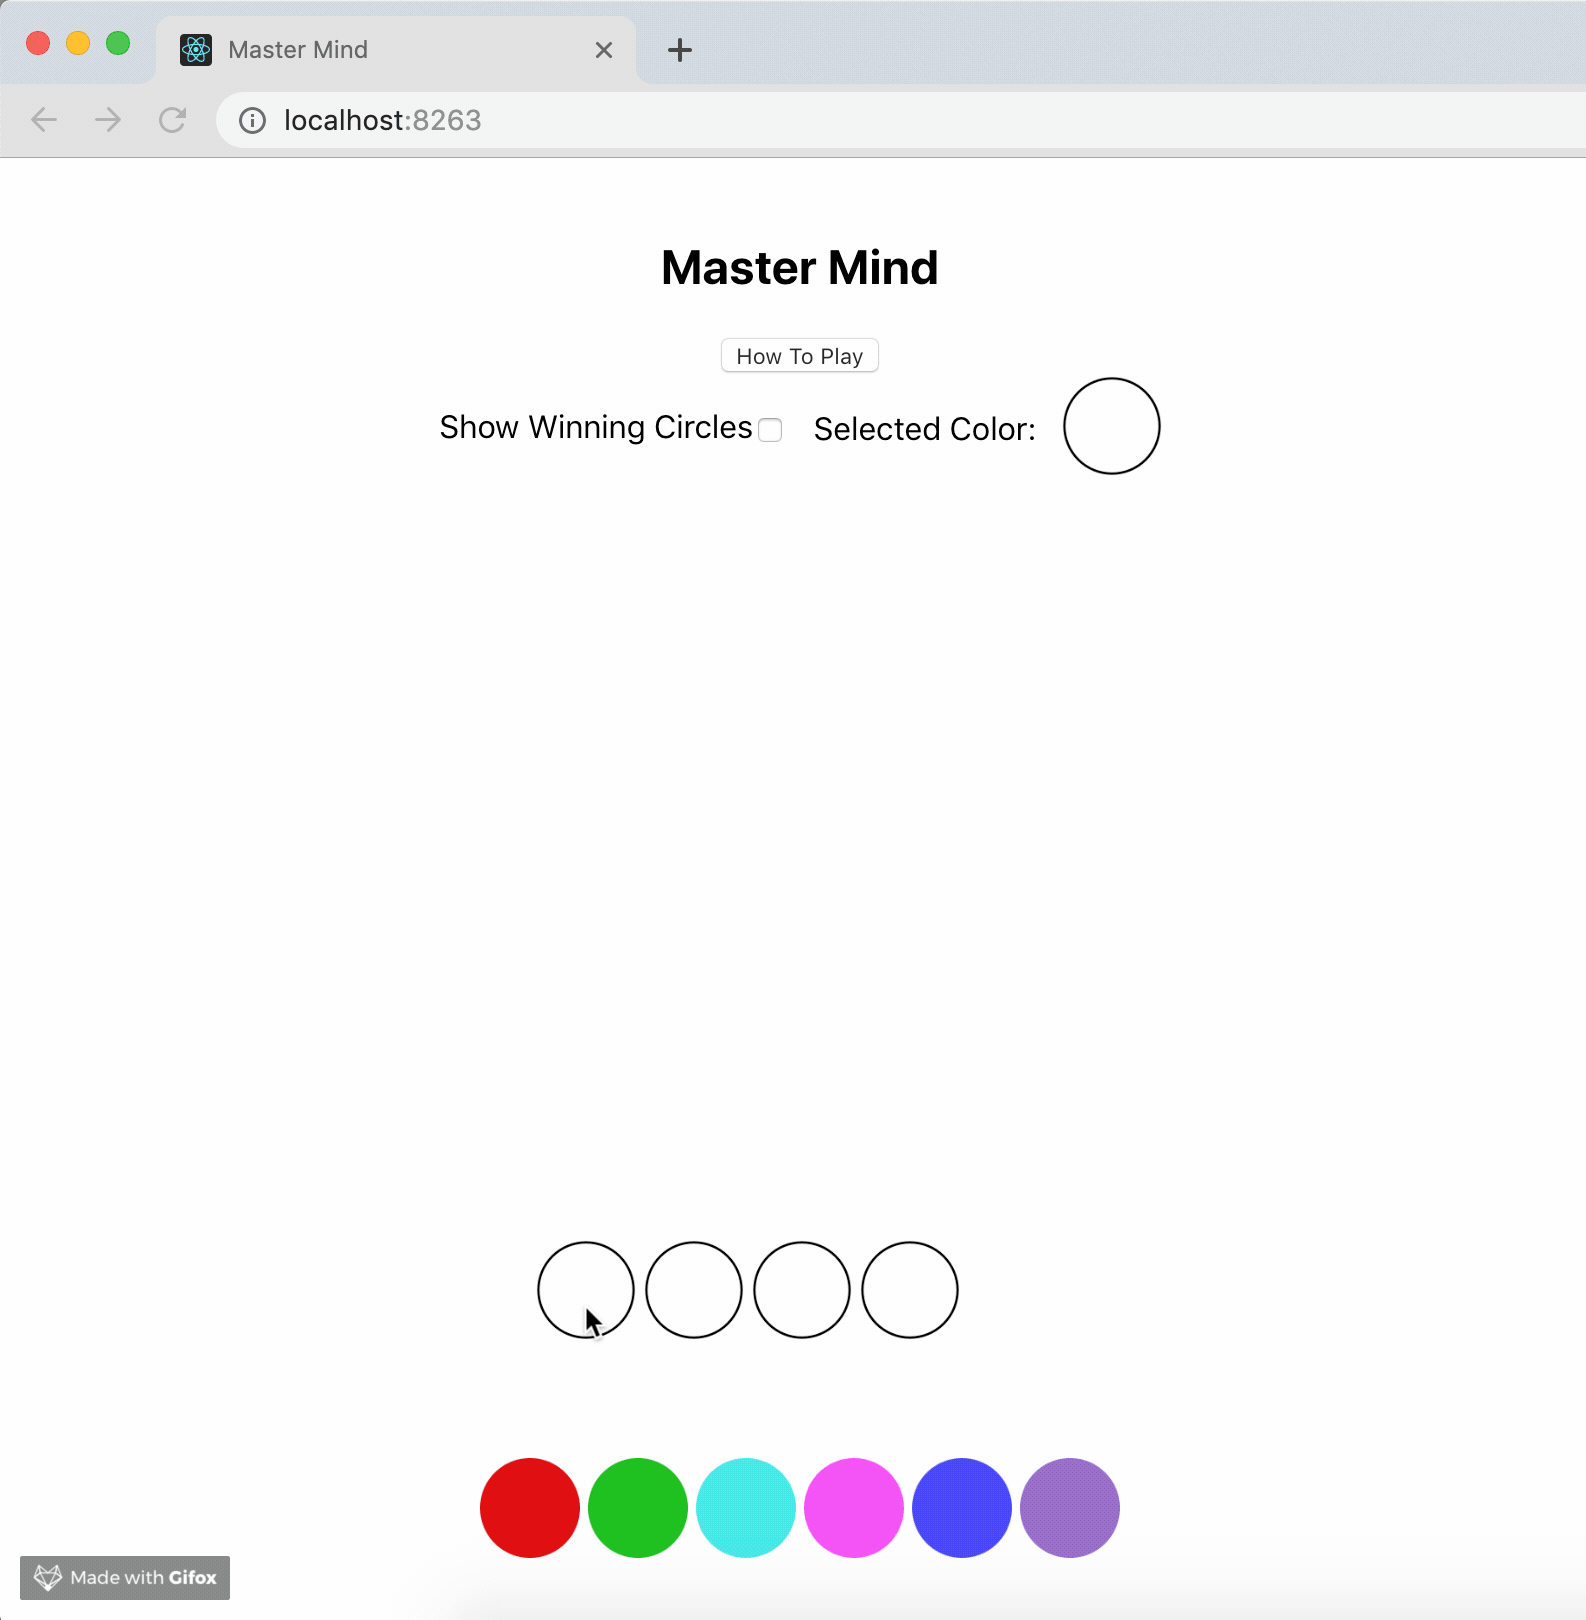 Master Mind
localhost:8263
Master Mind
How To Play
Show Winning Circles Selected Color:
Made with Gifox